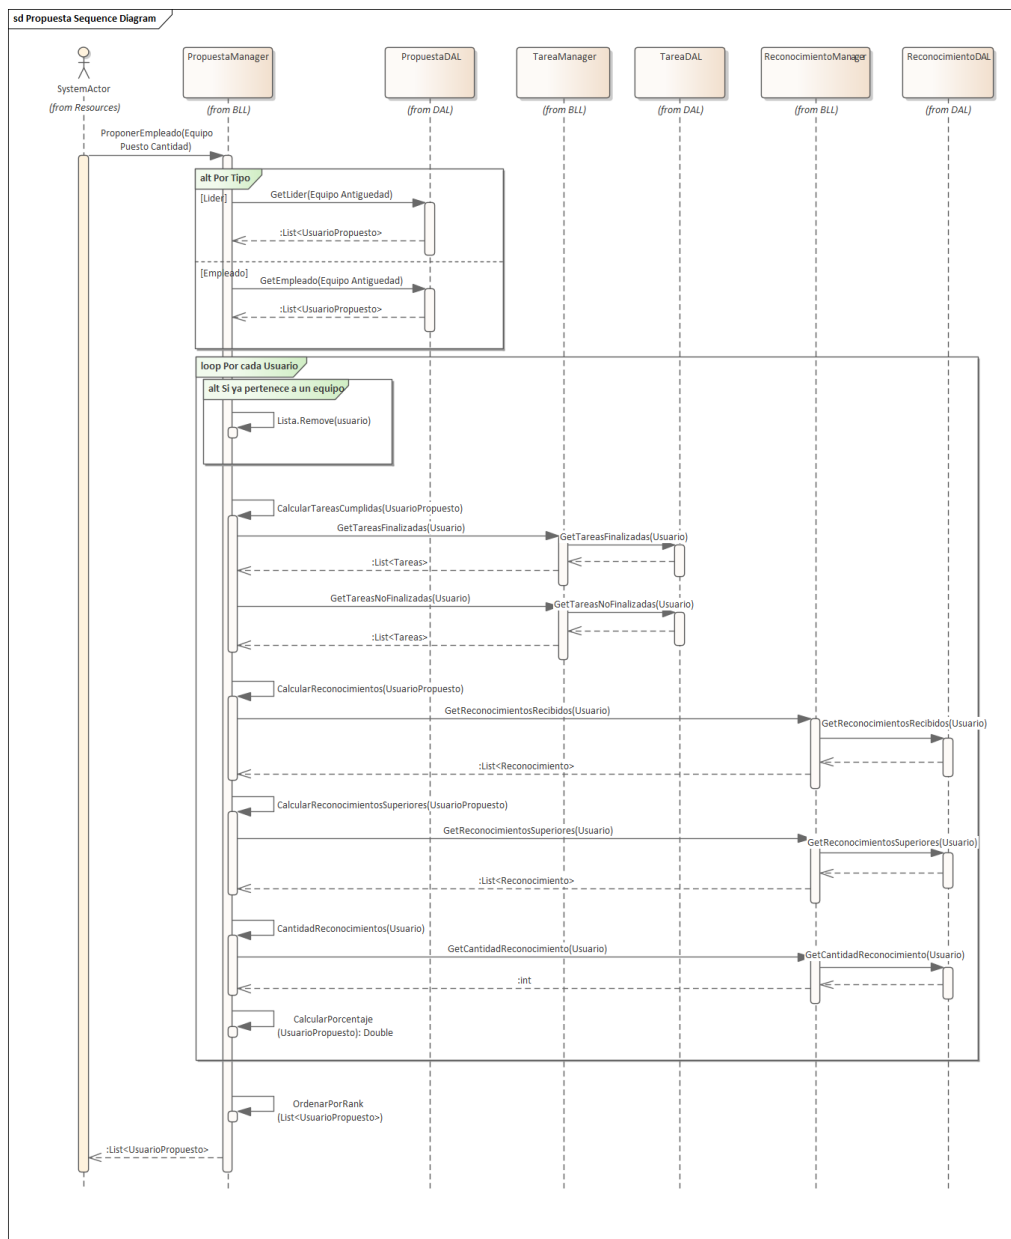 sd Propuesta Sequence Diagram
SystemActor
(from Resources)
PropuestaManager
(from BLL)
PropuestaDAL
(from DAL)
TareaManager
(from BLL)
TareaDAL
(from DAL)
ReconocimientoManager
(from BLL)
ReconocimientoDAL
(from DAL)
ProponerEmpleado(Equipo
Puesto Cantidad)
alt Por Tipo
[Lider]
GetLider(Equipo Antiguedad)
:List<UsuarioPropuesto>
[Empleado]
GetEmpleado(Equipo Antiguedad)
:List<UsuarioPropuesto>
loop Por cada Usuario
alt Si ya pertenece a un equipo
Lista.Remove(usuario)
CalcularTareasCumplidas(UsuarioPropuesto)
GetTareasFinalizadas(Usuario)
GetTareasFinalizadas(Usuario)
:List<Tareas>
GetTareasNoFinalizadas(Usuario)
GetTareasNoFinalizadas(Usuario)
:List<Tareas>
CalcularReconocimientos(UsuarioPropuesto)
GetReconocimientosRecibidos(Usuario)
GetReconocimientosRecibidos(Usuario)
:List<Reconocimiento>
CalcularReconocimientosSuperiores(UsuarioPropuesto)
GetReconocimientosSuperiores(Usuario)
GetReconocimientosSuperiores(Usuario)
:List<Reconocimiento>
CantidadReconocimientos(Usuario)
GetCantidadReconocimiento(Usuario)
GetCantidadReconocimiento(Usuario)
:int
CalcularPorcentaje
(UsuarioPropuesto): Double
OrdenarPorRank
(List<UsuarioPropuesto>)
:List<UsuarioPropuesto>